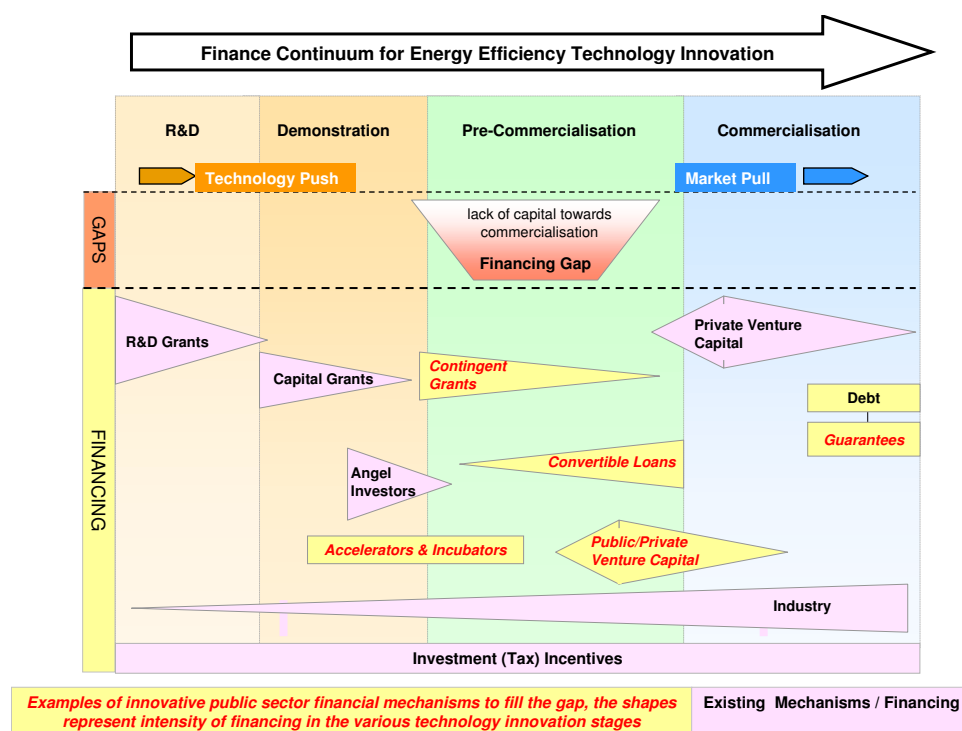 Finance Continuum for Energy Efficiency Technology Innovation
R&D
Demonstration
Pre-Commercialisation
Commercialisation
Technology Push
Market Pull
GAPS
lack of capital towards
commercialisation
Financing Gap
FINANCING
R&D Grants
Private Venture
Capital
Capital Grants
Contingent
Grants
Debt
Guarantees
Angel
Investors
Convertible Loans
Accelerators & Incubators
Public/Private
Venture Capital
Industry
Investment (Tax) Incentives
Examples of innovative public sector financial mechanisms to fill the gap, the shapes
represent intensity of financing in the various technology innovation stages
Existing Mechanisms / Financing